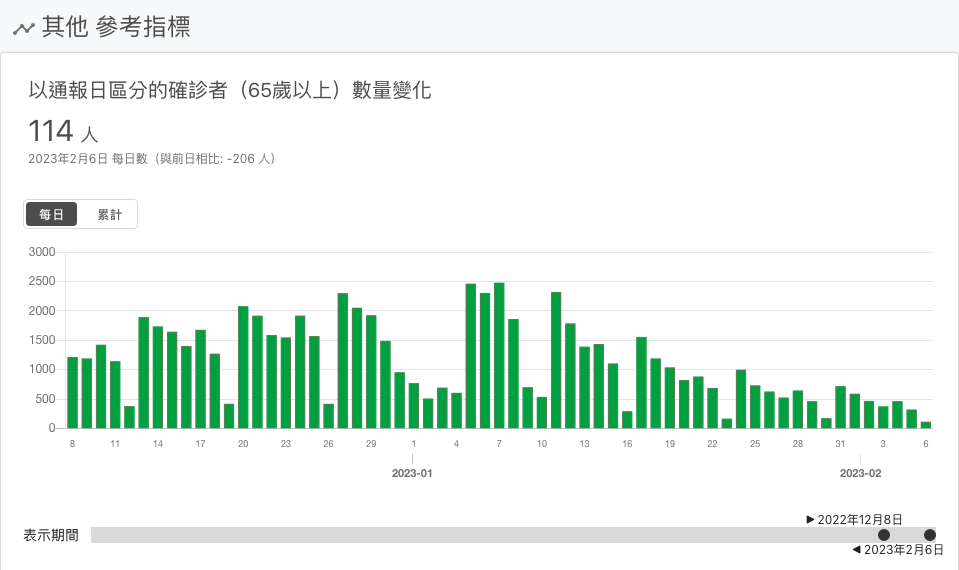 其他 參考指標
以通報日區分的確診者（65歲以上）數量變化
114 人
2023年2月6日 每日數（與前日相比: -206 人）
每日 累計
3000
2500
2000
1500
1000
500
0
8 11 14 17 20 23 26 29 1 4 7 10 13 16 19 22 25 28 31 3 6
2023-01 2023-02
▶ 2022年12月8日
表示期間
◀ 2023年2月6日